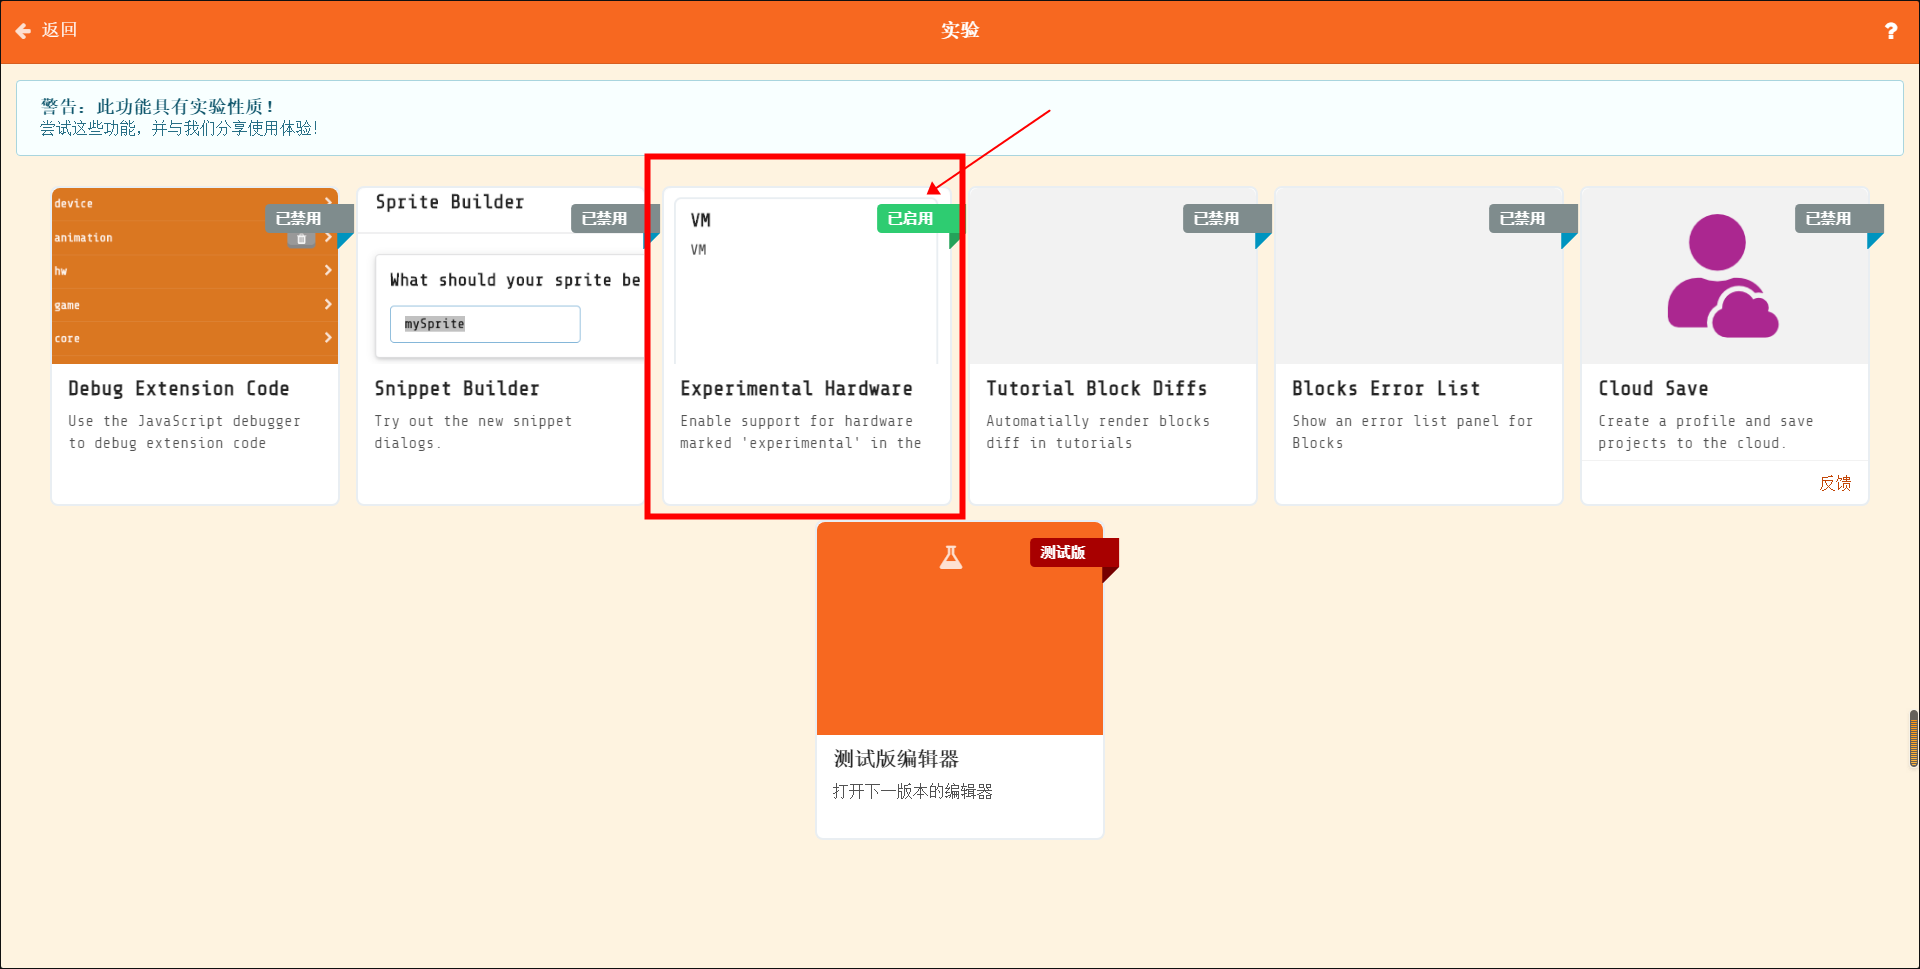 返回
实验
?
警告：此功能具有实验性质！
尝试这些功能，并与我们分享使用体验！
device
animation
hw
game
core
已禁用
Debug Extension Code
Use the JavaScript debugger
to debug extension code
Sprite Builder
已禁用
What should your sprite be
mySprite
Snippet Builder
Try out the new snippet
dialogs.
VM
VM
已启用
Experimental Hardware
Enable support for hardware
marked 'experimental' in the
已禁用
Tutorial Block Diffs
Automatially render blocks
diff in tutorials
已禁用
Blocks Error List
Show an error list panel for
Blocks
已禁用
Cloud Save
Create a profile and save
projects to the cloud.
反馈
测试版
测试版编辑器
打开下一版本的编辑器